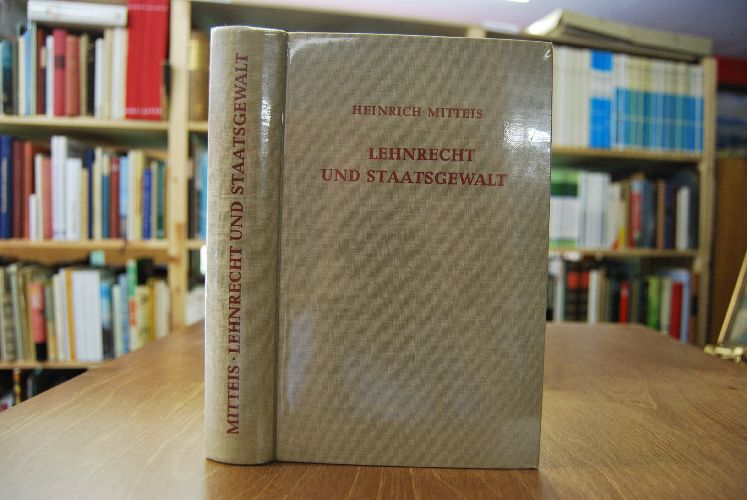 MITTEIS · LEHNRECHT UND STAATSGEWALT
HEINRICH MITTEIS
LEHNRECHT
UND STAATSGEWALT